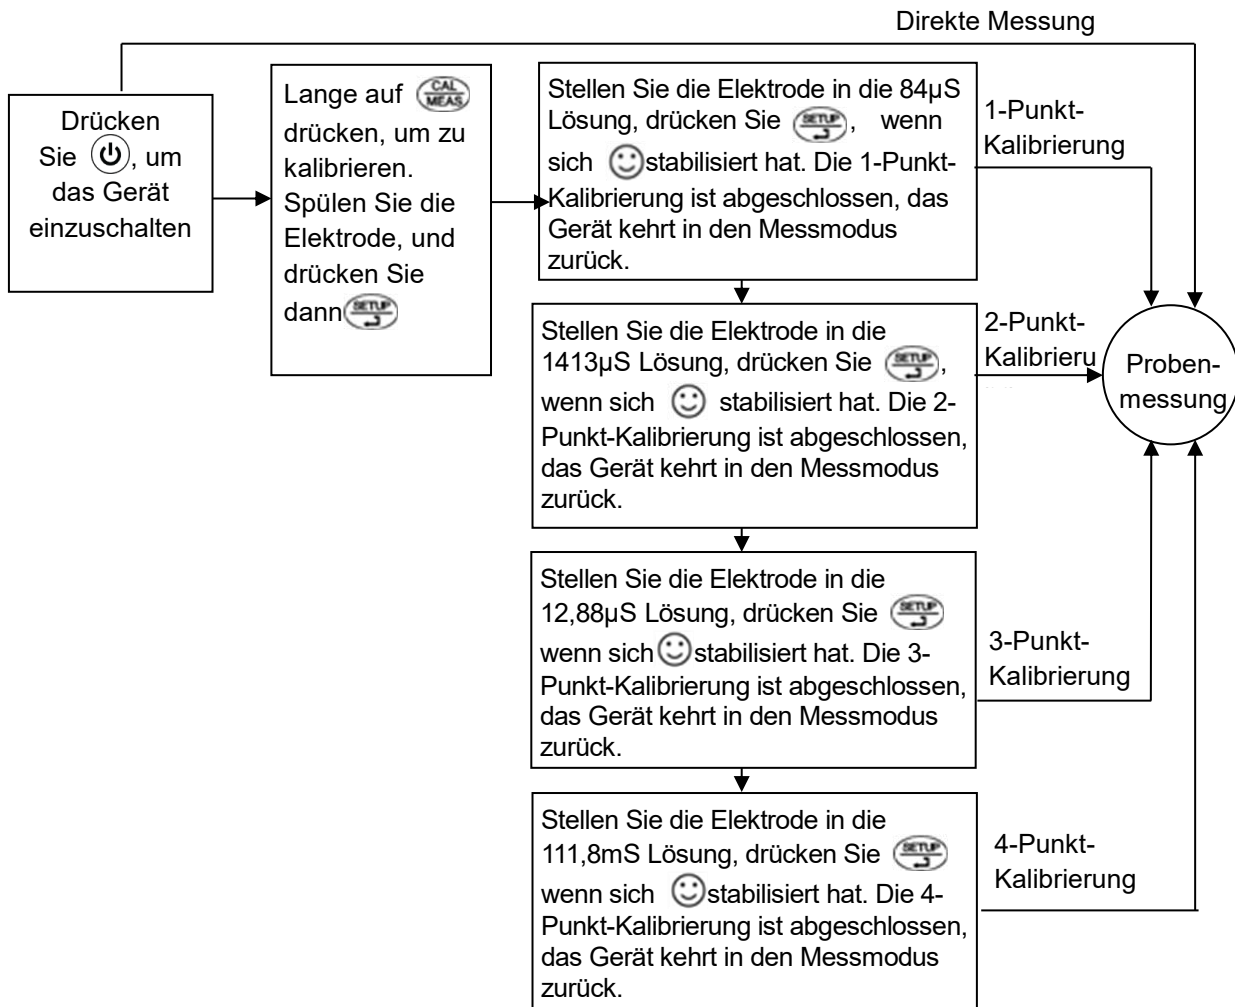 Direkte Messung
Drücken
Sie , um
das Gerät
einzuschalten
Lange auf CAL MEAS
drücken, um zu
kalibrieren.
Spülen Sie die
Elektrode, und
drücken Sie
dann SETUP
Stellen Sie die Elektrode in die 84µS
Lösung, drücken Sie SETUP, wenn
sich stabilisiert hat. Die 1-Punkt-
Kalibrierung ist abgeschlossen, das
Gerät kehrt in den Messmodus
zurück.
1-Punkt-
Kalibrierung
Stellen Sie die Elektrode in die
1413µS Lösung, drücken Sie SETUP,
wenn sich stabilisiert hat. Die 2-
Punkt-Kalibrierung ist abgeschlossen,
das Gerät kehrt in den Messmodus
zurück.
2-Punkt-
Kalibrieru
Proben-
messung
Stellen Sie die Elektrode in die
12,88µS Lösung, drücken Sie SETUP
wenn sich stabilisiert hat. Die 3-
Punkt-Kalibrierung ist abgeschlossen,
das Gerät kehrt in den Messmodus
zurück.
3-Punkt-
Kalibrierung
Stellen Sie die Elektrode in die
111,8mS Lösung, drücken Sie SETUP
wenn sich stabilisiert hat. Die 4-
Punkt-Kalibrierung ist abgeschlossen,
das Gerät kehrt in den Messmodus
zurück.
4-Punkt-
Kalibrierung